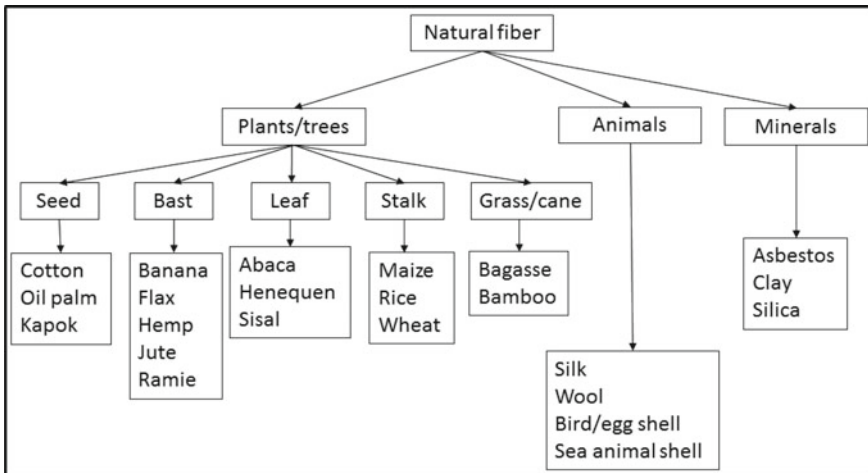 Natural fiber
Plants/trees
Animals
Minerals
Seed
Bast
Leaf
Stalk
Grass/cane
Cotton
Oil palm
Kapok
Banana
Flax
Hemp
Jute
Ramie
Abaca
Henequen
Sisal
Maize
Rice
Wheat
Bagasse
Bamboo
Silk
Wool
Bird/egg shell
Sea animal shell
Asbestos
Clay
Silica